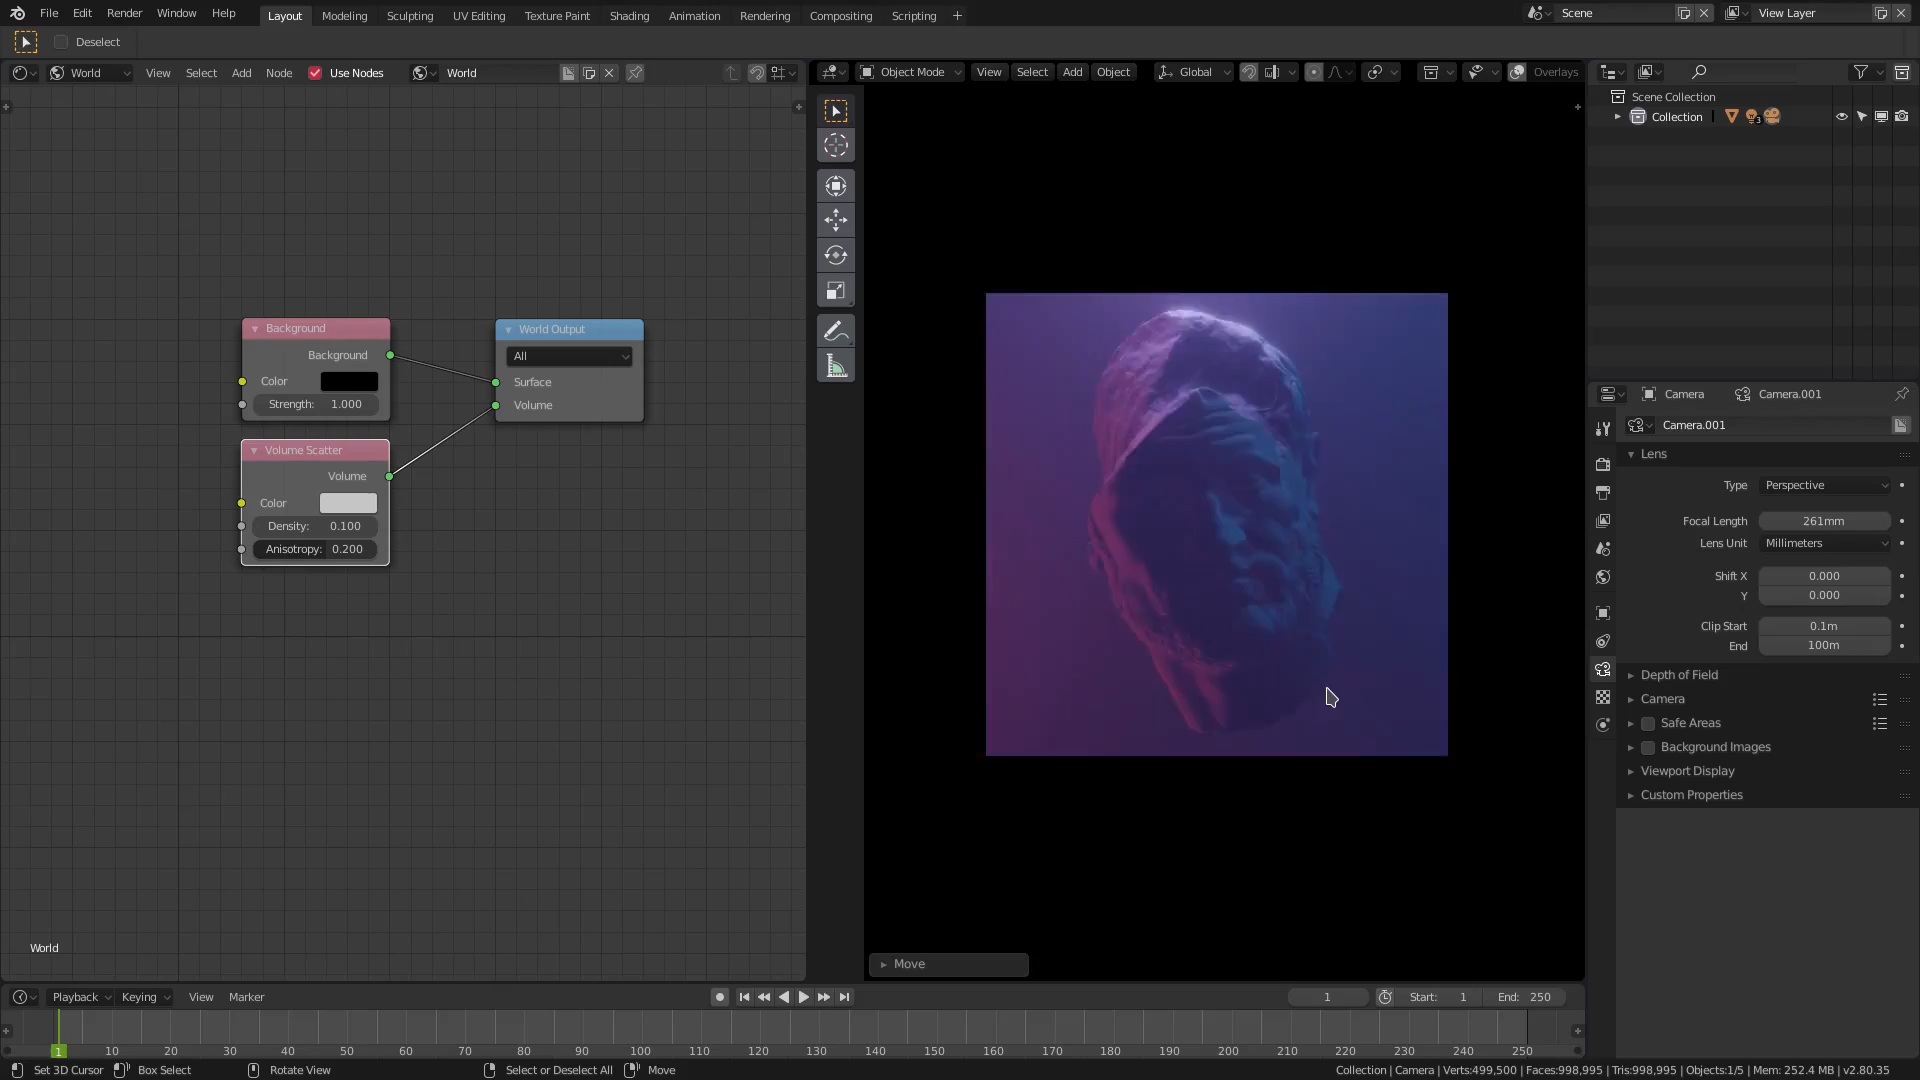 File Edit Render Window Help Layout Modeling Sculpting UV Editing Texture Paint Shading Animation Rendering Compositing Scripting + Scene View Layer
Deselect
World View Select Add Node Use Nodes World Object Mode View Select Add Object Global Overlays
Scene Collection
Collection 3
Background World Output
Background All
Color Surface
Strength: 1.000 Volume
Volume Scatter
Volume
Color
Density: 0.100
Anisotropy: 0.200
Camera Camera.001
Camera.001
Lens
Type Perspective
Focal Length 261mm
Lens Unit Millimeters
Shift X 0.000
Y 0.000
Clip Start 0.1m
End 100m
Depth of Field
Camera
Safe Areas
Background Images
Viewport Display
Custom Properties
World
Move
Playback Keying View Marker 1 Start: 1 End: 250
1 10 20 30 40 50 60 70 80 90 100 110 120 130 140 150 160 170 180 190 200 210 220 230 240 250
Set 3D Cursor Box Select Rotate View Select or Deselect All Move Collection | Camera | Verts:499,500 | Faces:998,995 | Tris:998,995 | Objects:1/5 | Mem: 252.4 MB | v2.80.35